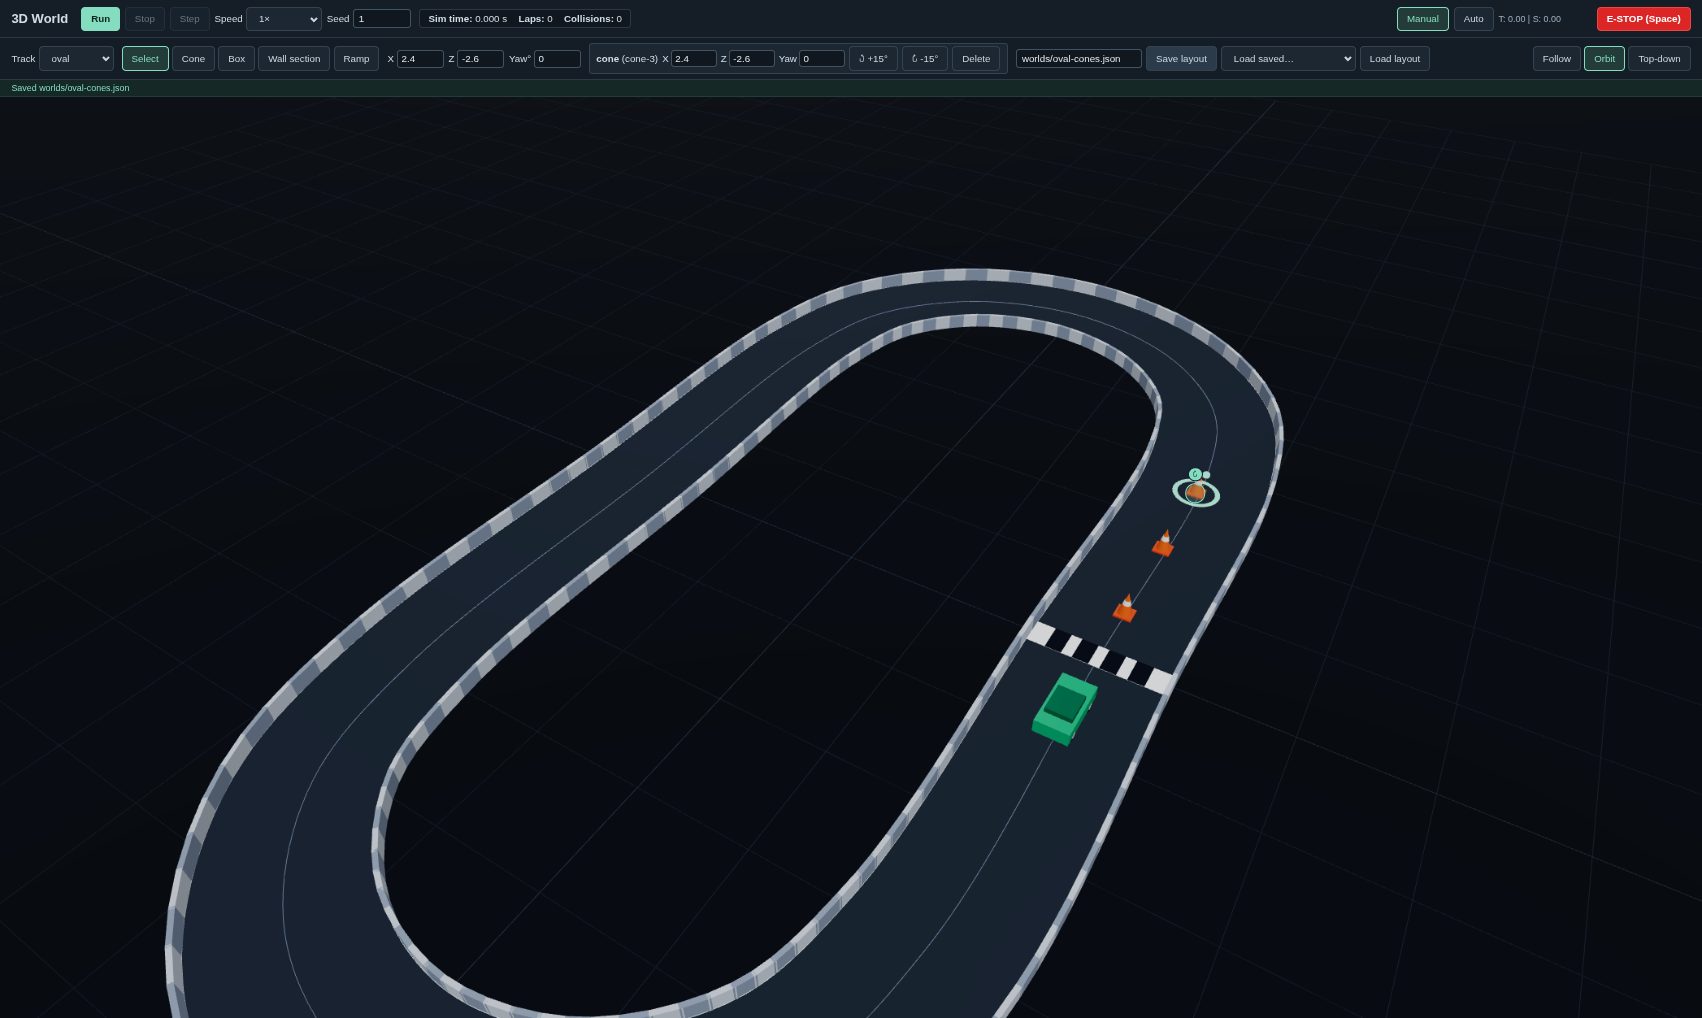 3D World Run Stop Step Speed 1× Seed 1 Sim time: 0.000 s Laps: 0 Collisions: 0 Manual Auto T: 0.00 | S: 0.00 E-STOP (Space)
Track oval Select Cone Box Wall section Ramp X 2.4 Z -2.6 Yaw° 0 cone (cone-3) X 2.4 Z -2.6 Yaw 0 +15° -15° Delete worlds/oval-cones.json Save layout Load saved... Load layout Follow Orbit Top-down
Saved worlds/oval-cones.json